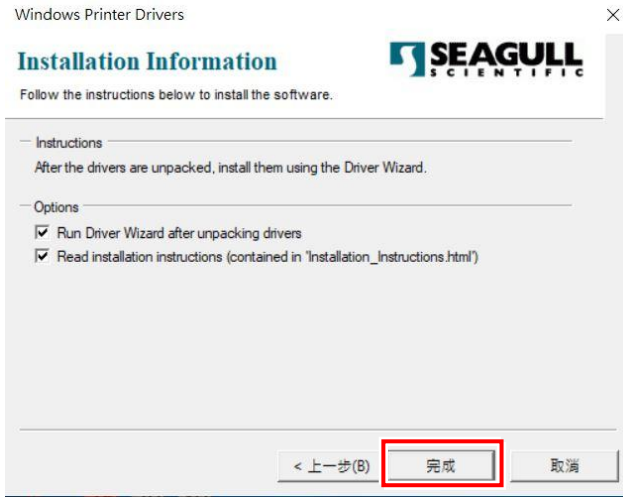 Windows Printer Drivers
Installation Information
SEAGULL
SCIENTIFIC
Follow the instructions below to install the software.
Instructions
After the drivers are unpacked, install them using the Driver Wizard.
Options
Run Driver Wizard after unpacking drivers
Read installation instructions (contained in 'Installation_Instructions.html')
< 上一步(B)
完成
取消